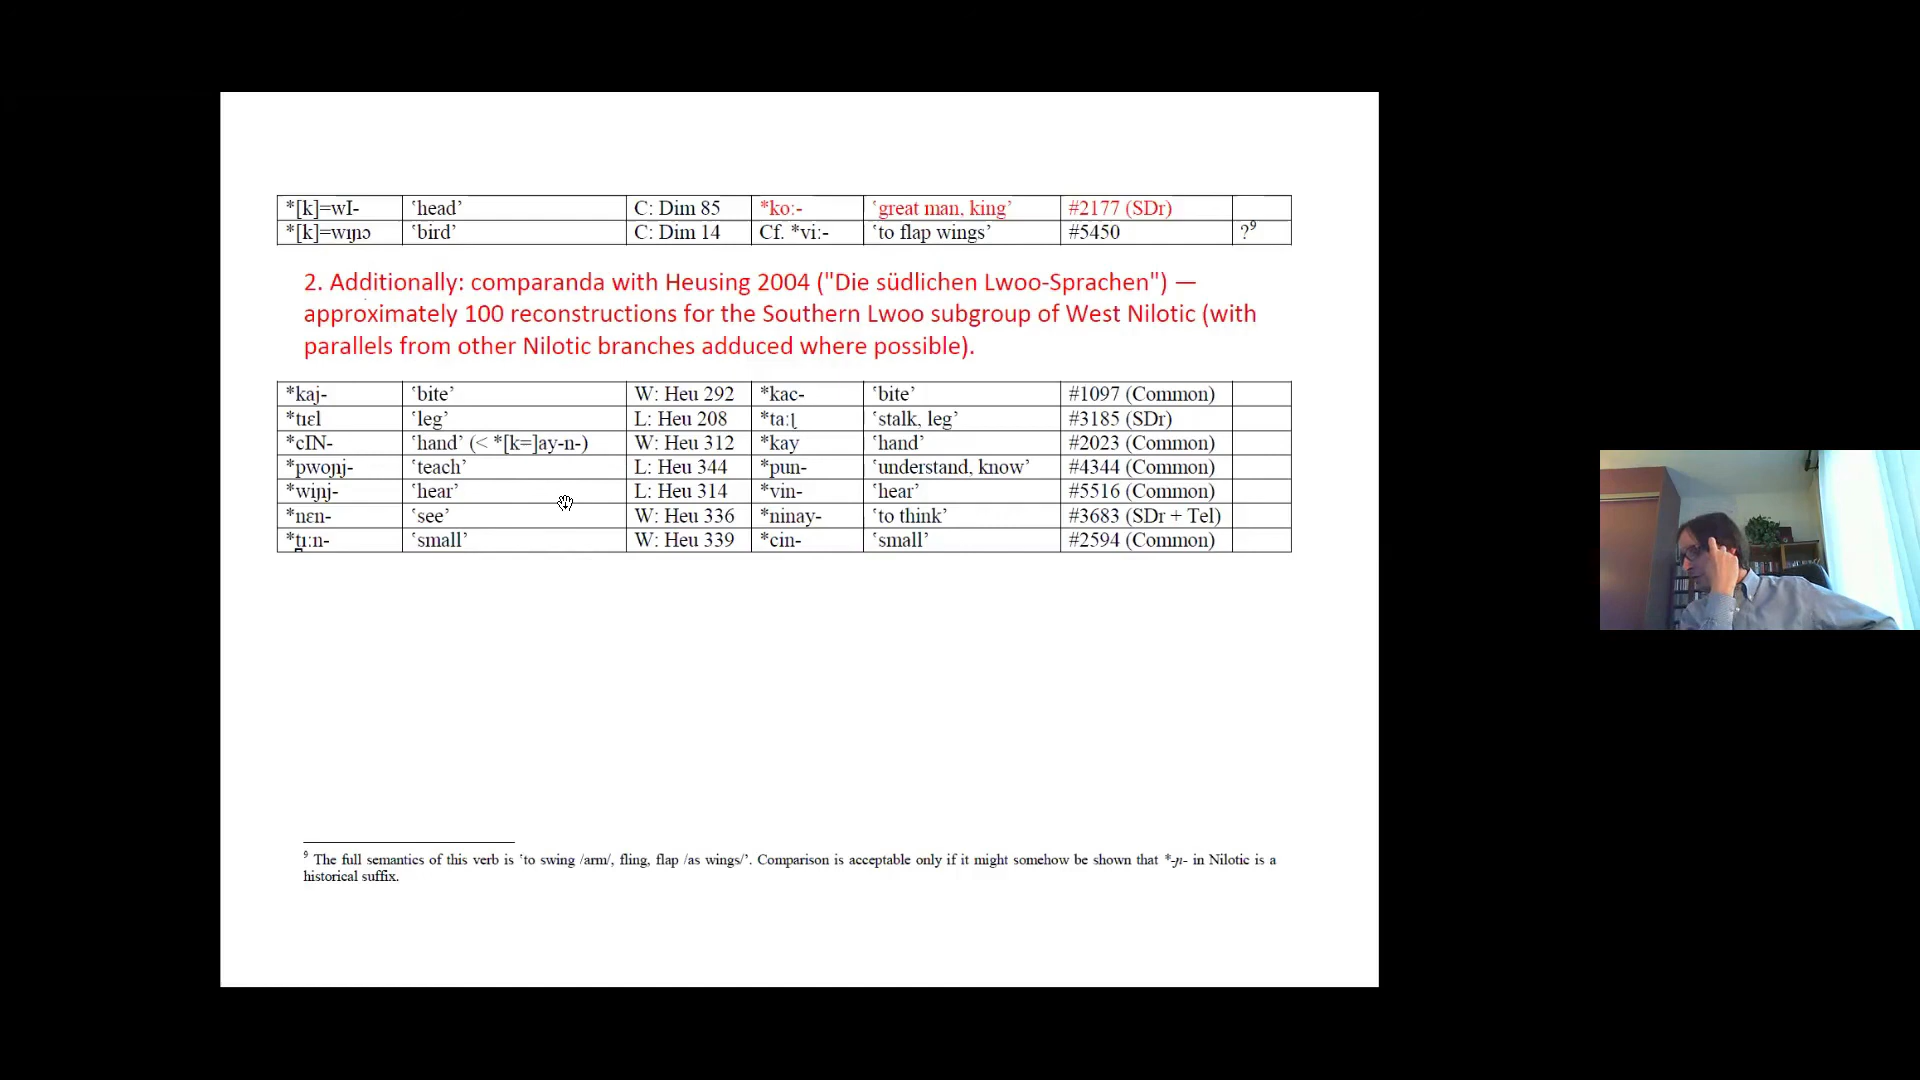 *[k]=wI- ‘head’ C: Dim 85 *ko:- ‘great man, king’ #2177 (SDr)
*[k]=wɪɲɔ ‘bird’ C: Dim 14 Cf. *vi:- ‘to flap wings’ #5450 ?⁹
2. Additionally: comparanda with Heusing 2004 ("Die südlichen Lwoo-Sprachen") —
approximately 100 reconstructions for the Southern Lwoo subgroup of West Nilotic (with
parallels from other Nilotic branches adduced where possible).
*kaj- ‘bite’ W: Heu 292 *kac- ‘bite’ #1097 (Common)
*tɪɛl ‘leg’ L: Heu 208 *ta:ɭ ‘stalk, leg’ #3185 (SDr)
*cIN- ‘hand’ (< *[k=]ay-n-) W: Heu 312 *kay ‘hand’ #2023 (Common)
*pwoɲj- ‘teach’ L: Heu 344 *pun- ‘understand, know’ #4344 (Common)
*wiɲj- ‘hear’ L: Heu 314 *vin- ‘hear’ #5516 (Common)
*nɛn- ‘see’ W: Heu 336 *ninay- ‘to think’ #3683 (SDr + Tel)
*t̪ɪ:n- ‘small’ W: Heu 339 *cin- ‘small’ #2594 (Common)
⁹ The full semantics of this verb is ‘to swing /arm/, fling, flap /as wings/’. Comparison is acceptable only if it might somehow be shown that *-ɲɪ- in Nilotic is a
historical suffix.